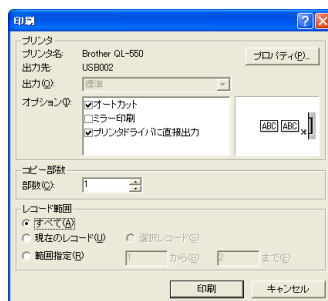 印刷
プリンタ
プリンタ名: Brother QL-550 プロパティ(P)...
出力先: USB002
出力(O): 標準
オプション(I): オートカット
ミラー印刷
プリンタドライバに直接出力
ABC ABC
コピー部数
部数(C): 1
レコード範囲
すべて(A)
現在のレコード(U) 選択レコード(S)
範囲指定(R) 1 から(B) 2 まで(E)
印刷 キャンセル